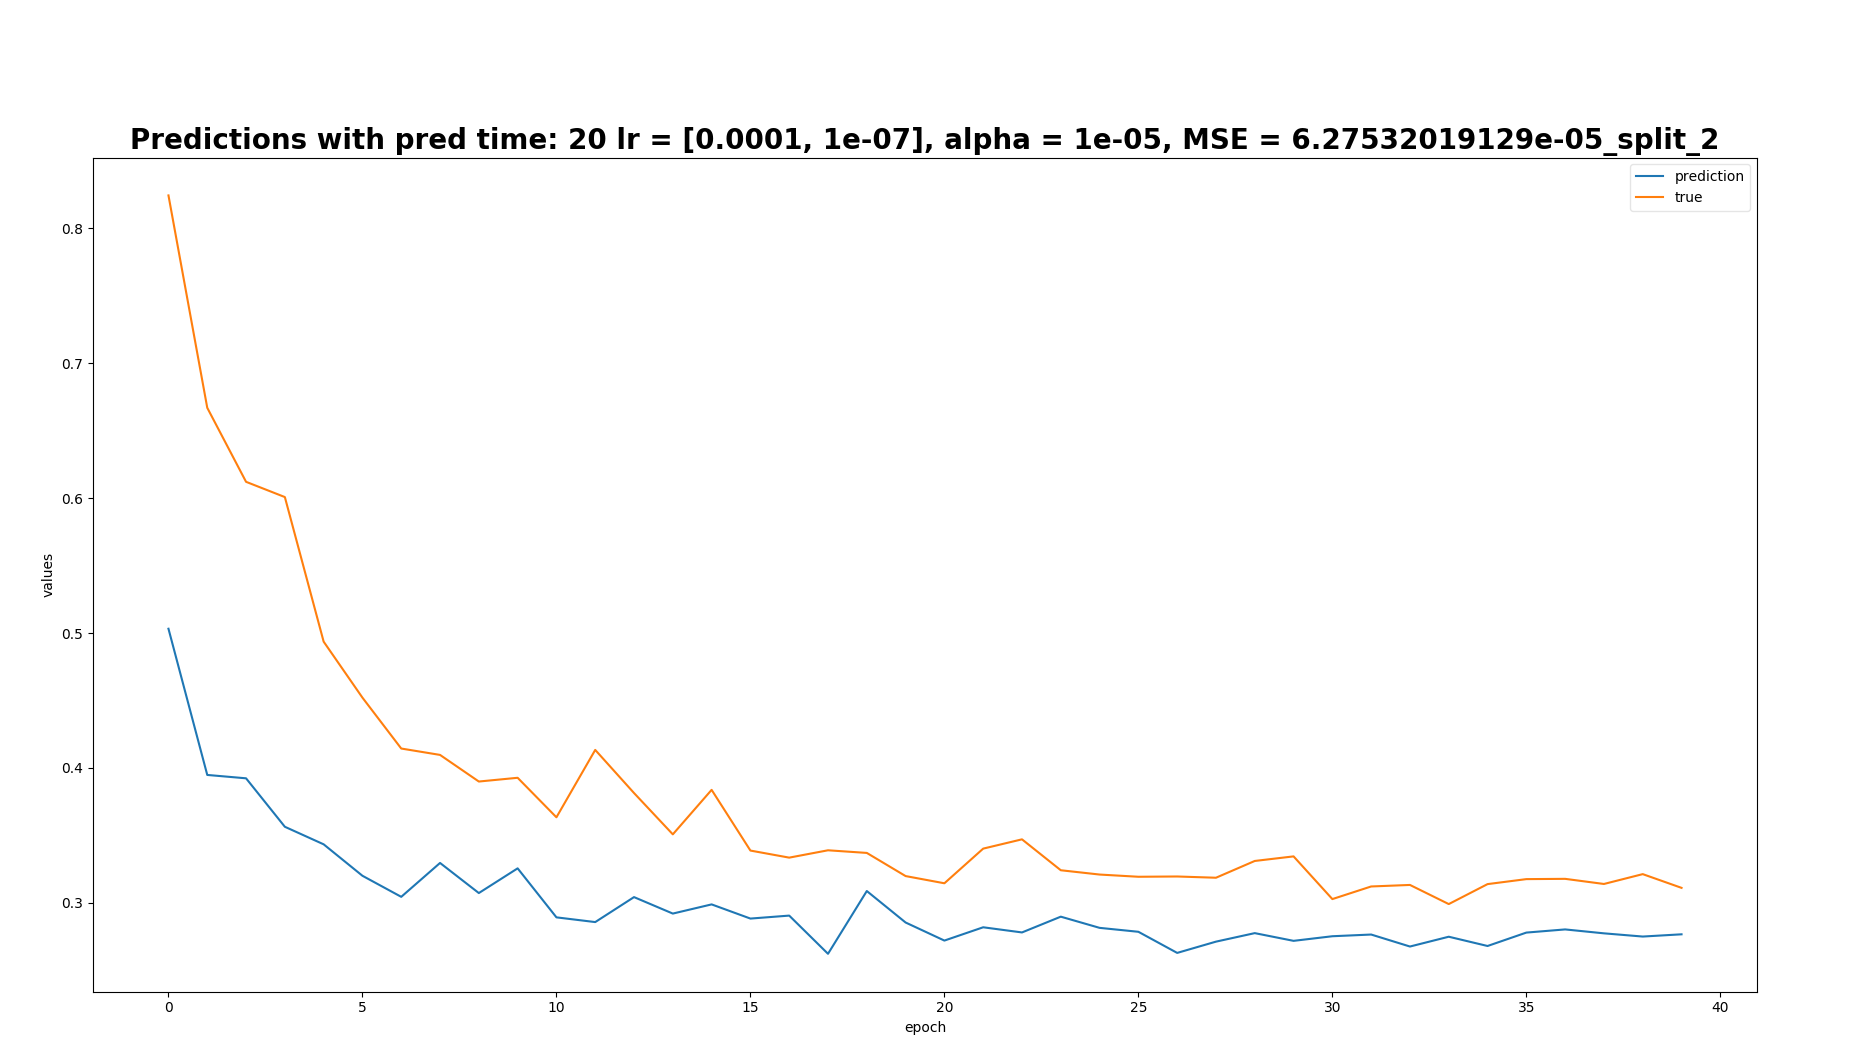 Predictions with pred time: 20 lr = [0.0001, 1e-07], alpha = 1e-05, MSE = 6.27532019129e-05_split_2
prediction
true
0.8
0.7
0.6
0.5
0.4
0.3
values
0 5 10 15 20 25 30 35 40
epoch